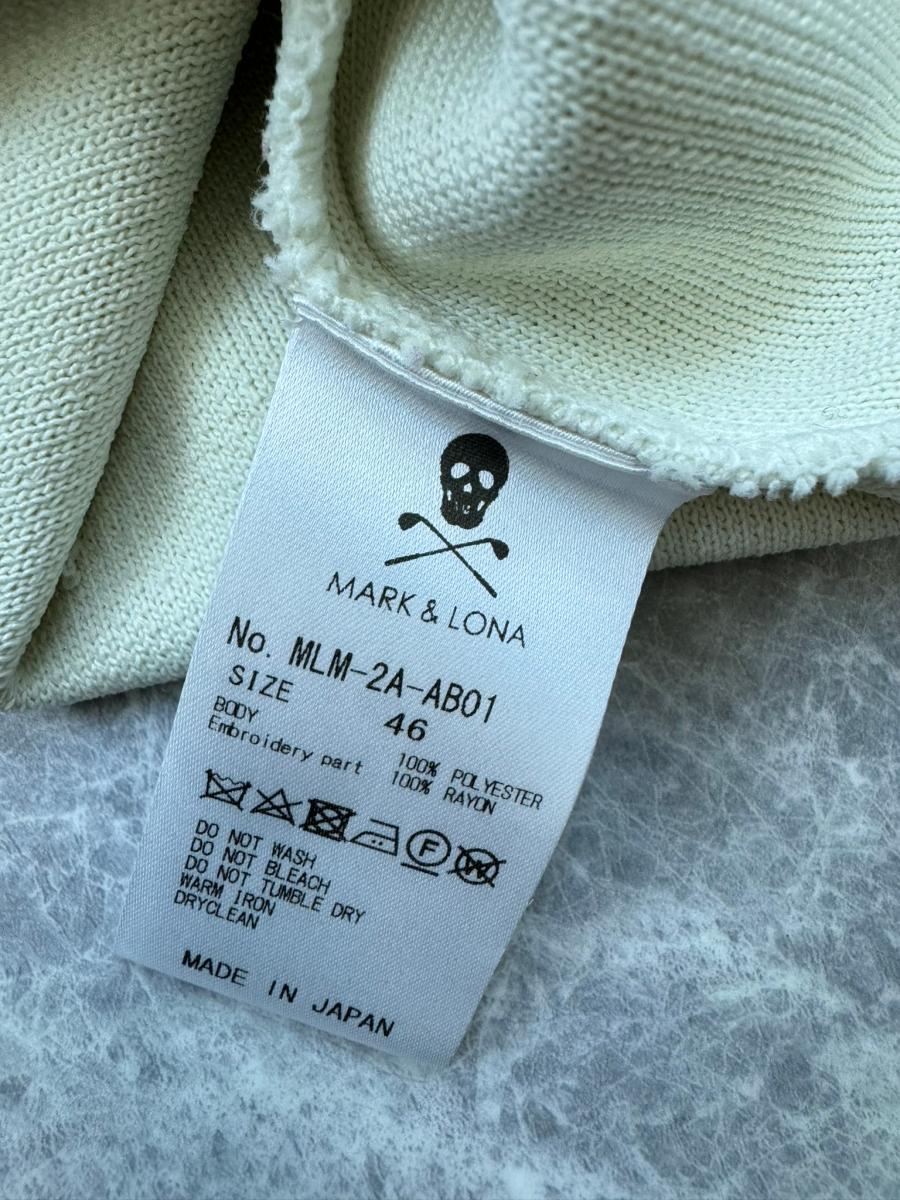 MARK & LONA
No. MLM-2A-AB01
SIZE 46
BODY 100% POLYESTER
Embroidery part 100% RAYON
F W
DO NOT WASH
DO NOT BLEACH
DO NOT TUMBLE DRY
WARM IRON
DRYCLEAN
MADE IN JAPAN